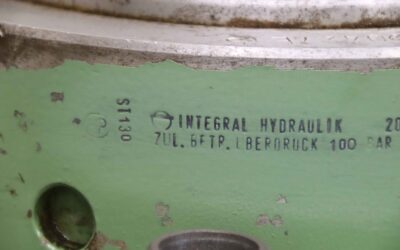 ST130
INTEGRAL HYDRAULIK 20
ZUL. BETR. ÜBERDRUCK 100 BAR